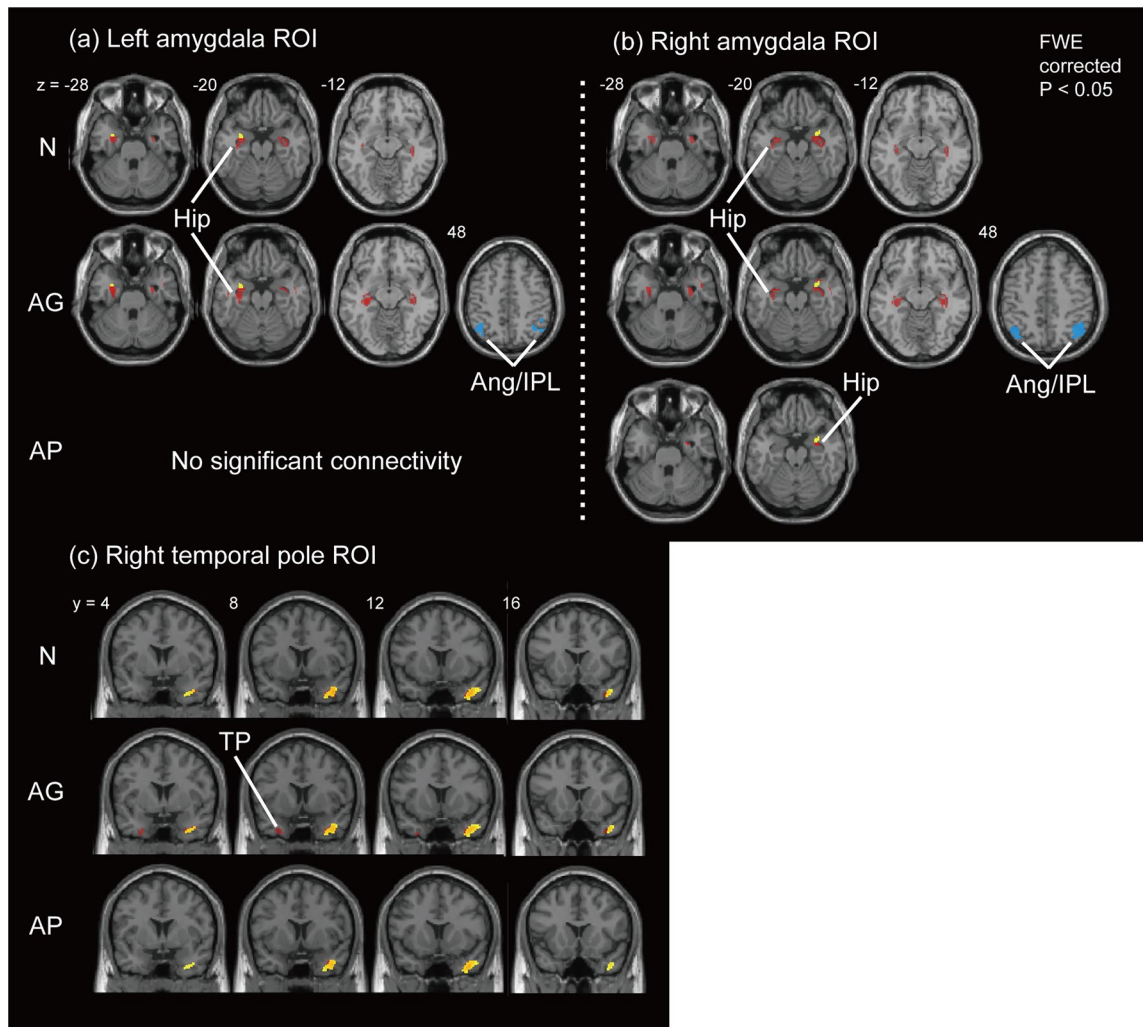 (a) Left amygdala ROI
(b) Right amygdala ROI
FWE
corrected
P < 0.05
z = -28
-20
-12
-28
-20
-12
N
Hip
Hip
48
48
AG
Ang/IPL
Ang/IPL
Hip
AP
No significant connectivity
(c) Right temporal pole ROI
y = 4
8
12
16
N
TP
AG
AP